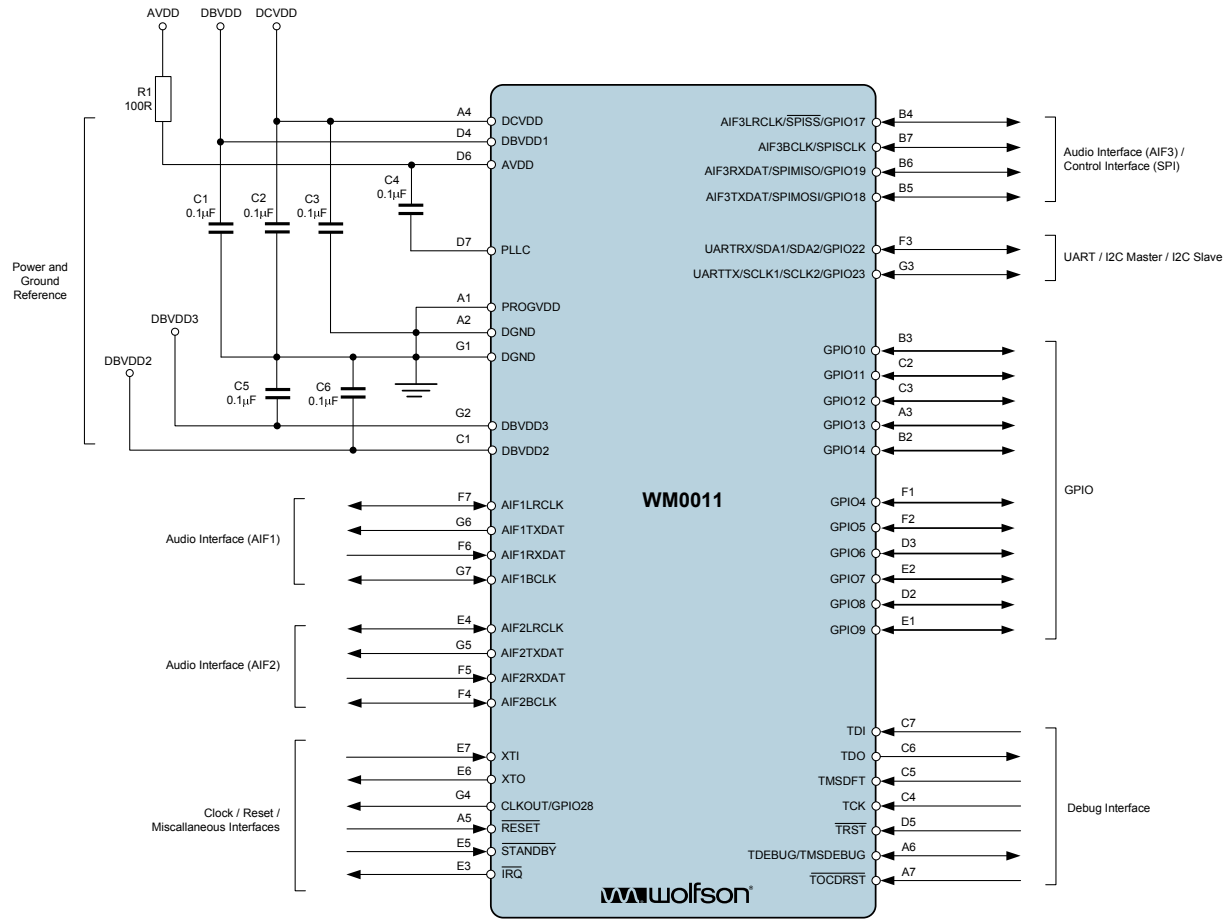 AVDD DBVDD DCVDD
R1
100R
A4 DCVDD
D4 DBVDD1
D6 AVDD
C1
0.1µF
C2
0.1µF
C3
0.1µF
C4
0.1µF
D7 PLLC
Power and
Ground
Reference
A1 PROGVDD
A2 DGND
G1 DGND
DBVDD3
DBVDD2
C5
0.1µF
C6
0.1µF
G2 DBVDD3
C1 DBVDD2
Audio Interface (AIF1)
F7 AIF1LRCLK
G6 AIF1TXDAT
F6 AIF1RXDAT
G7 AIF1BCLK
Audio Interface (AIF2)
E4 AIF2LRCLK
G5 AIF2TXDAT
F5 AIF2RXDAT
F4 AIF2BCLK
Clock / Reset /
Miscallaneous Interfaces
E7 XTI
E6 XTO
G4 CLKOUT/GPIO28
A5 RESET
E5 STANDBY
E3 IRQ
WM0011
wolfson®
AIF3LRCLK/SPISS/GPIO17 B4
AIF3BCLK/SPISCLK B7
AIF3RXDAT/SPIMISO/GPIO19 B6
AIF3TXDAT/SPIMOSI/GPIO18 B5
Audio Interface (AIF3) /
Control Interface (SPI)
UARTRX/SDA1/SDA2/GPIO22 F3
UARTTX/SCLK1/SCLK2/GPIO23 G3
UART / I2C Master / I2C Slave
GPIO10 B3
GPIO11 C2
GPIO12 C3
GPIO13 A3
GPIO14 B2
GPIO4 F1
GPIO5 F2
GPIO6 D3
GPIO7 E2
GPIO8 D2
GPIO9 E1
GPIO
TDI C7
TDO C6
TMSDFT C5
TCK C4
TRST D5
TDEBUG/TMSDEBUG A6
TOCDRST A7
Debug Interface